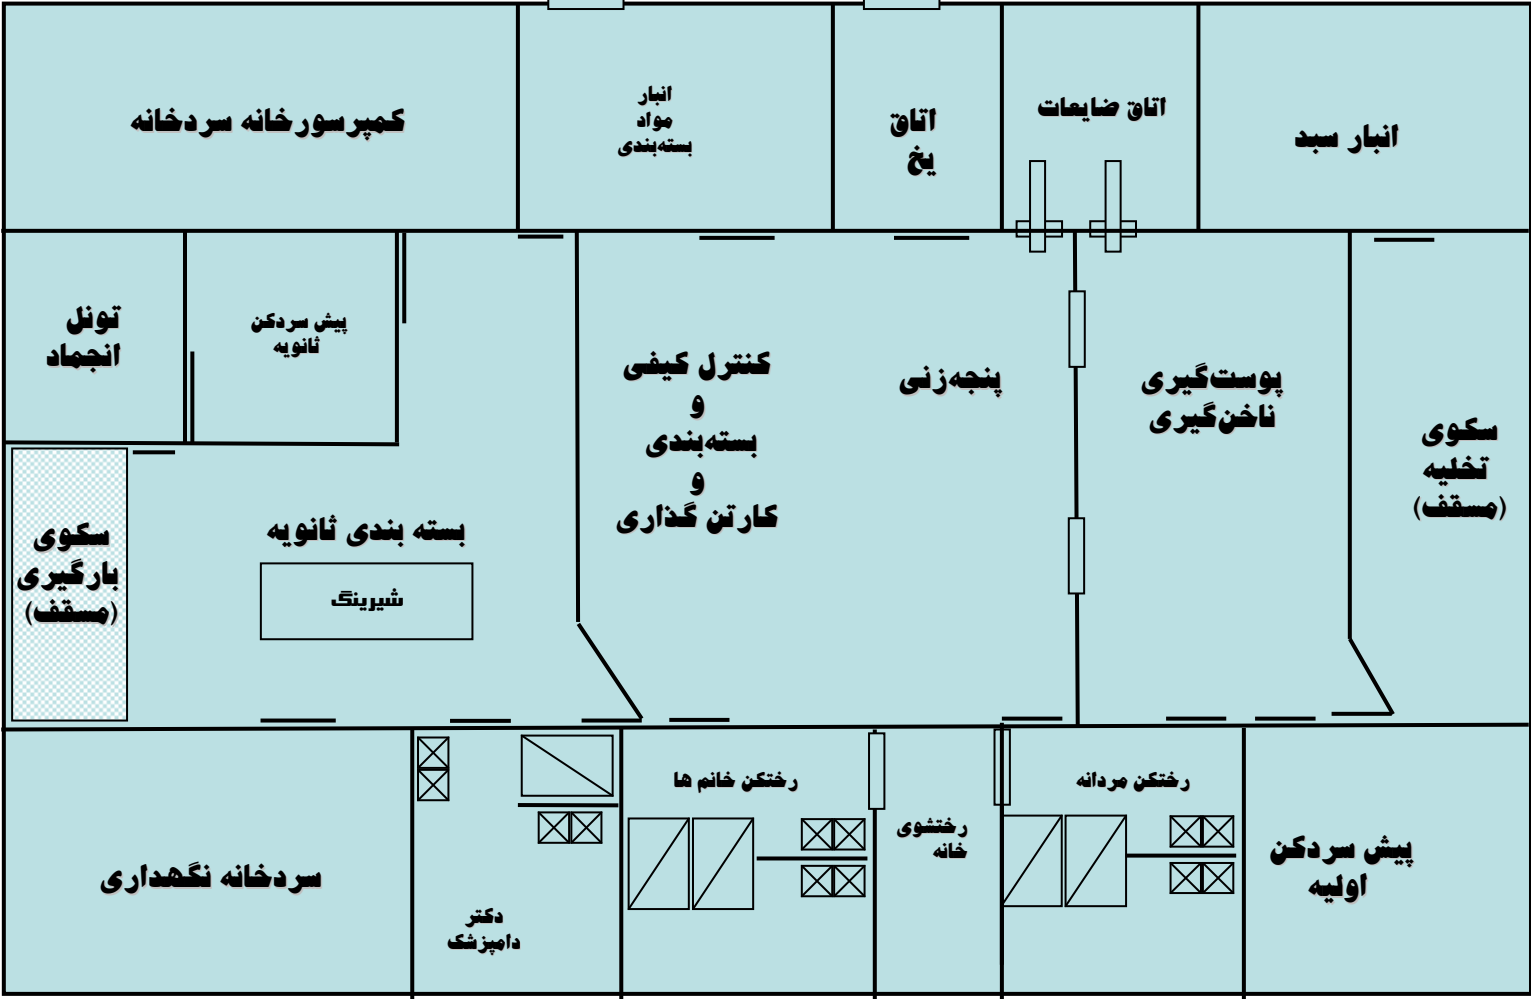 انبار سبد
اتاق ضایعات
اتاق
یخ
انبار
مواد
بسته‌بندی
کمپرسورخانه سردخانه
سکوی
تخلیه
(مسقف)
پوست‌گیری
ناخن‌گیری
پنجه‌زنی
کنترل کیفی
و
بسته‌بندی
و
کارتن گذاری
پیش سردکن
ثانویه
تونل
انجماد
بسته بندی ثانویه
شیرینگ
سکوی
بارگیری
(مسقف)
پیش سردکن
اولیه
رختکن مردانه
رختشوی
خانه
رختکن خانم ها
دکتر
دامپزشک
سردخانه نگهداری